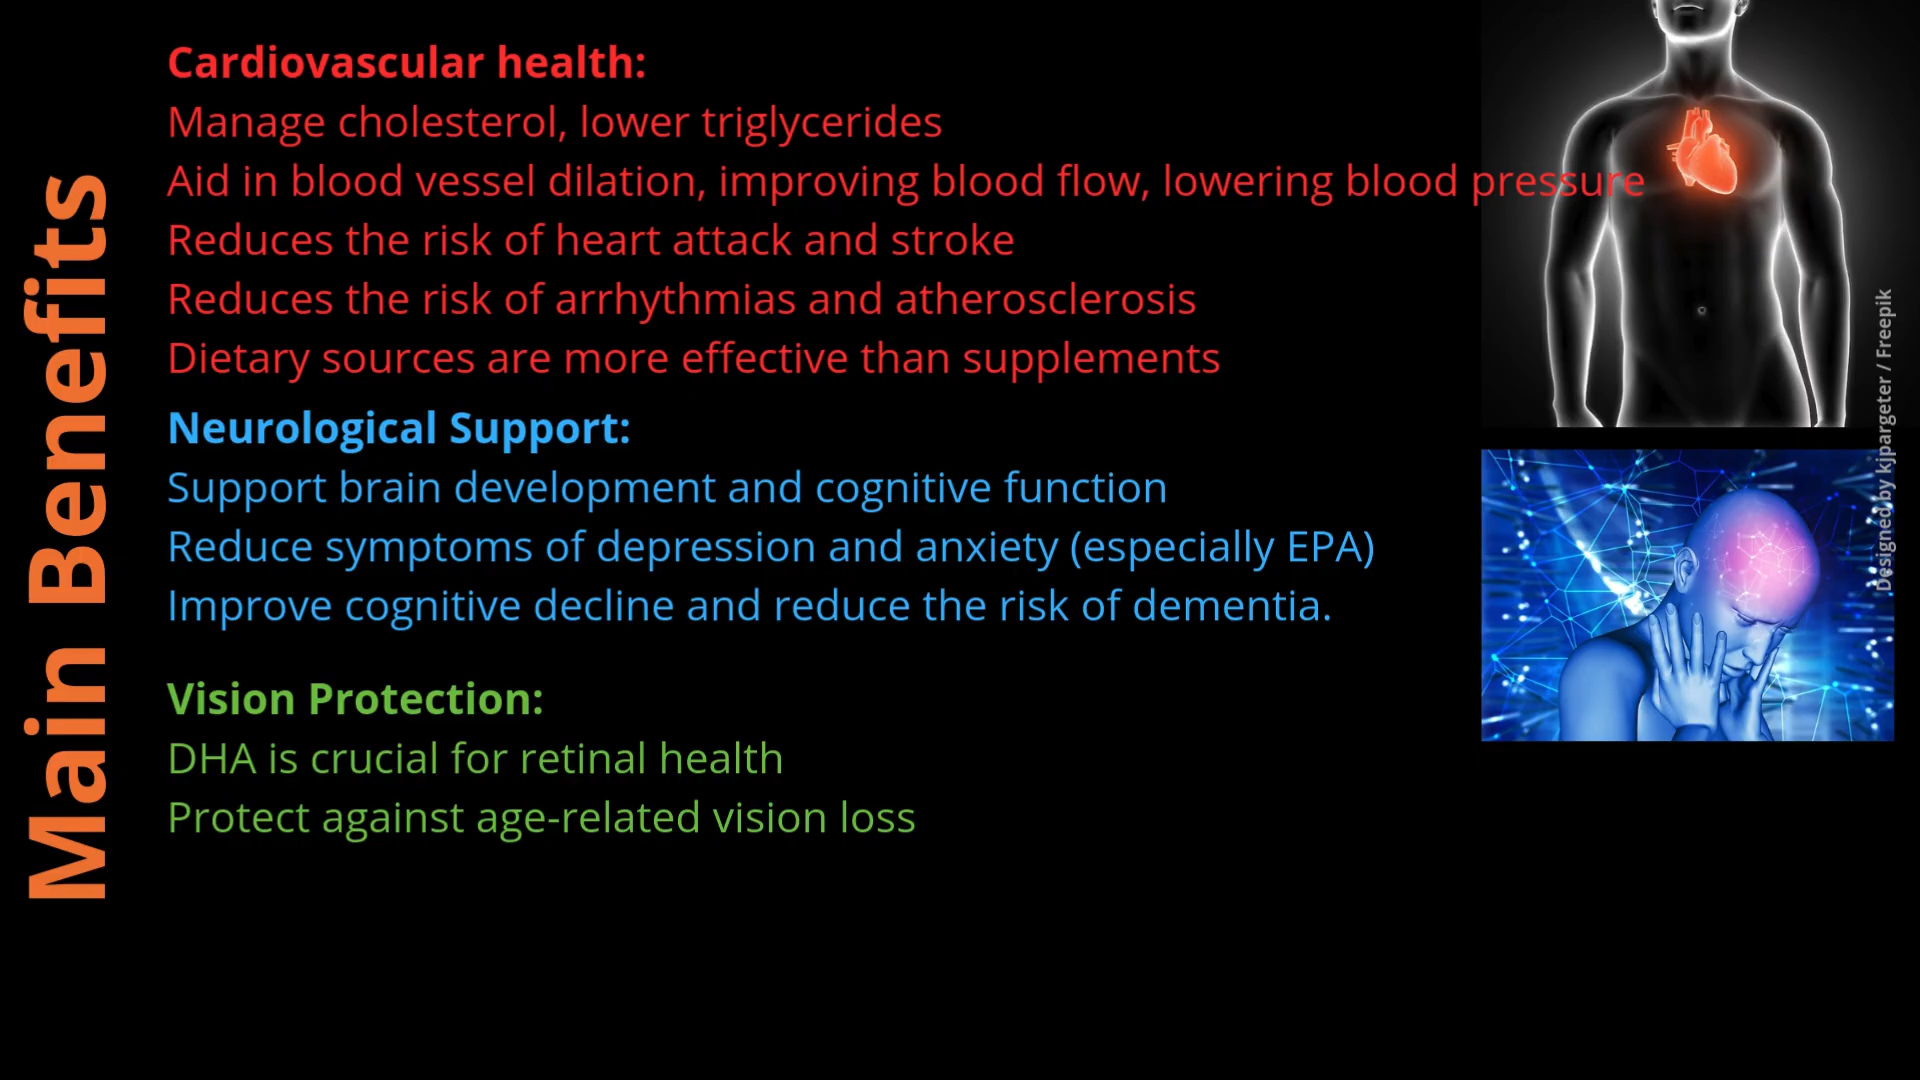 Main Benefits
Cardiovascular health:
Manage cholesterol, lower triglycerides
Aid in blood vessel dilation, improving blood flow, lowering blood pressure
Reduces the risk of heart attack and stroke
Reduces the risk of arrhythmias and atherosclerosis
Dietary sources are more effective than supplements
Neurological Support:
Support brain development and cognitive function
Reduce symptoms of depression and anxiety (especially EPA)
Improve cognitive decline and reduce the risk of dementia.
Vision Protection:
DHA is crucial for retinal health
Protect against age-related vision loss
Designed by kjpargeter / Freepik